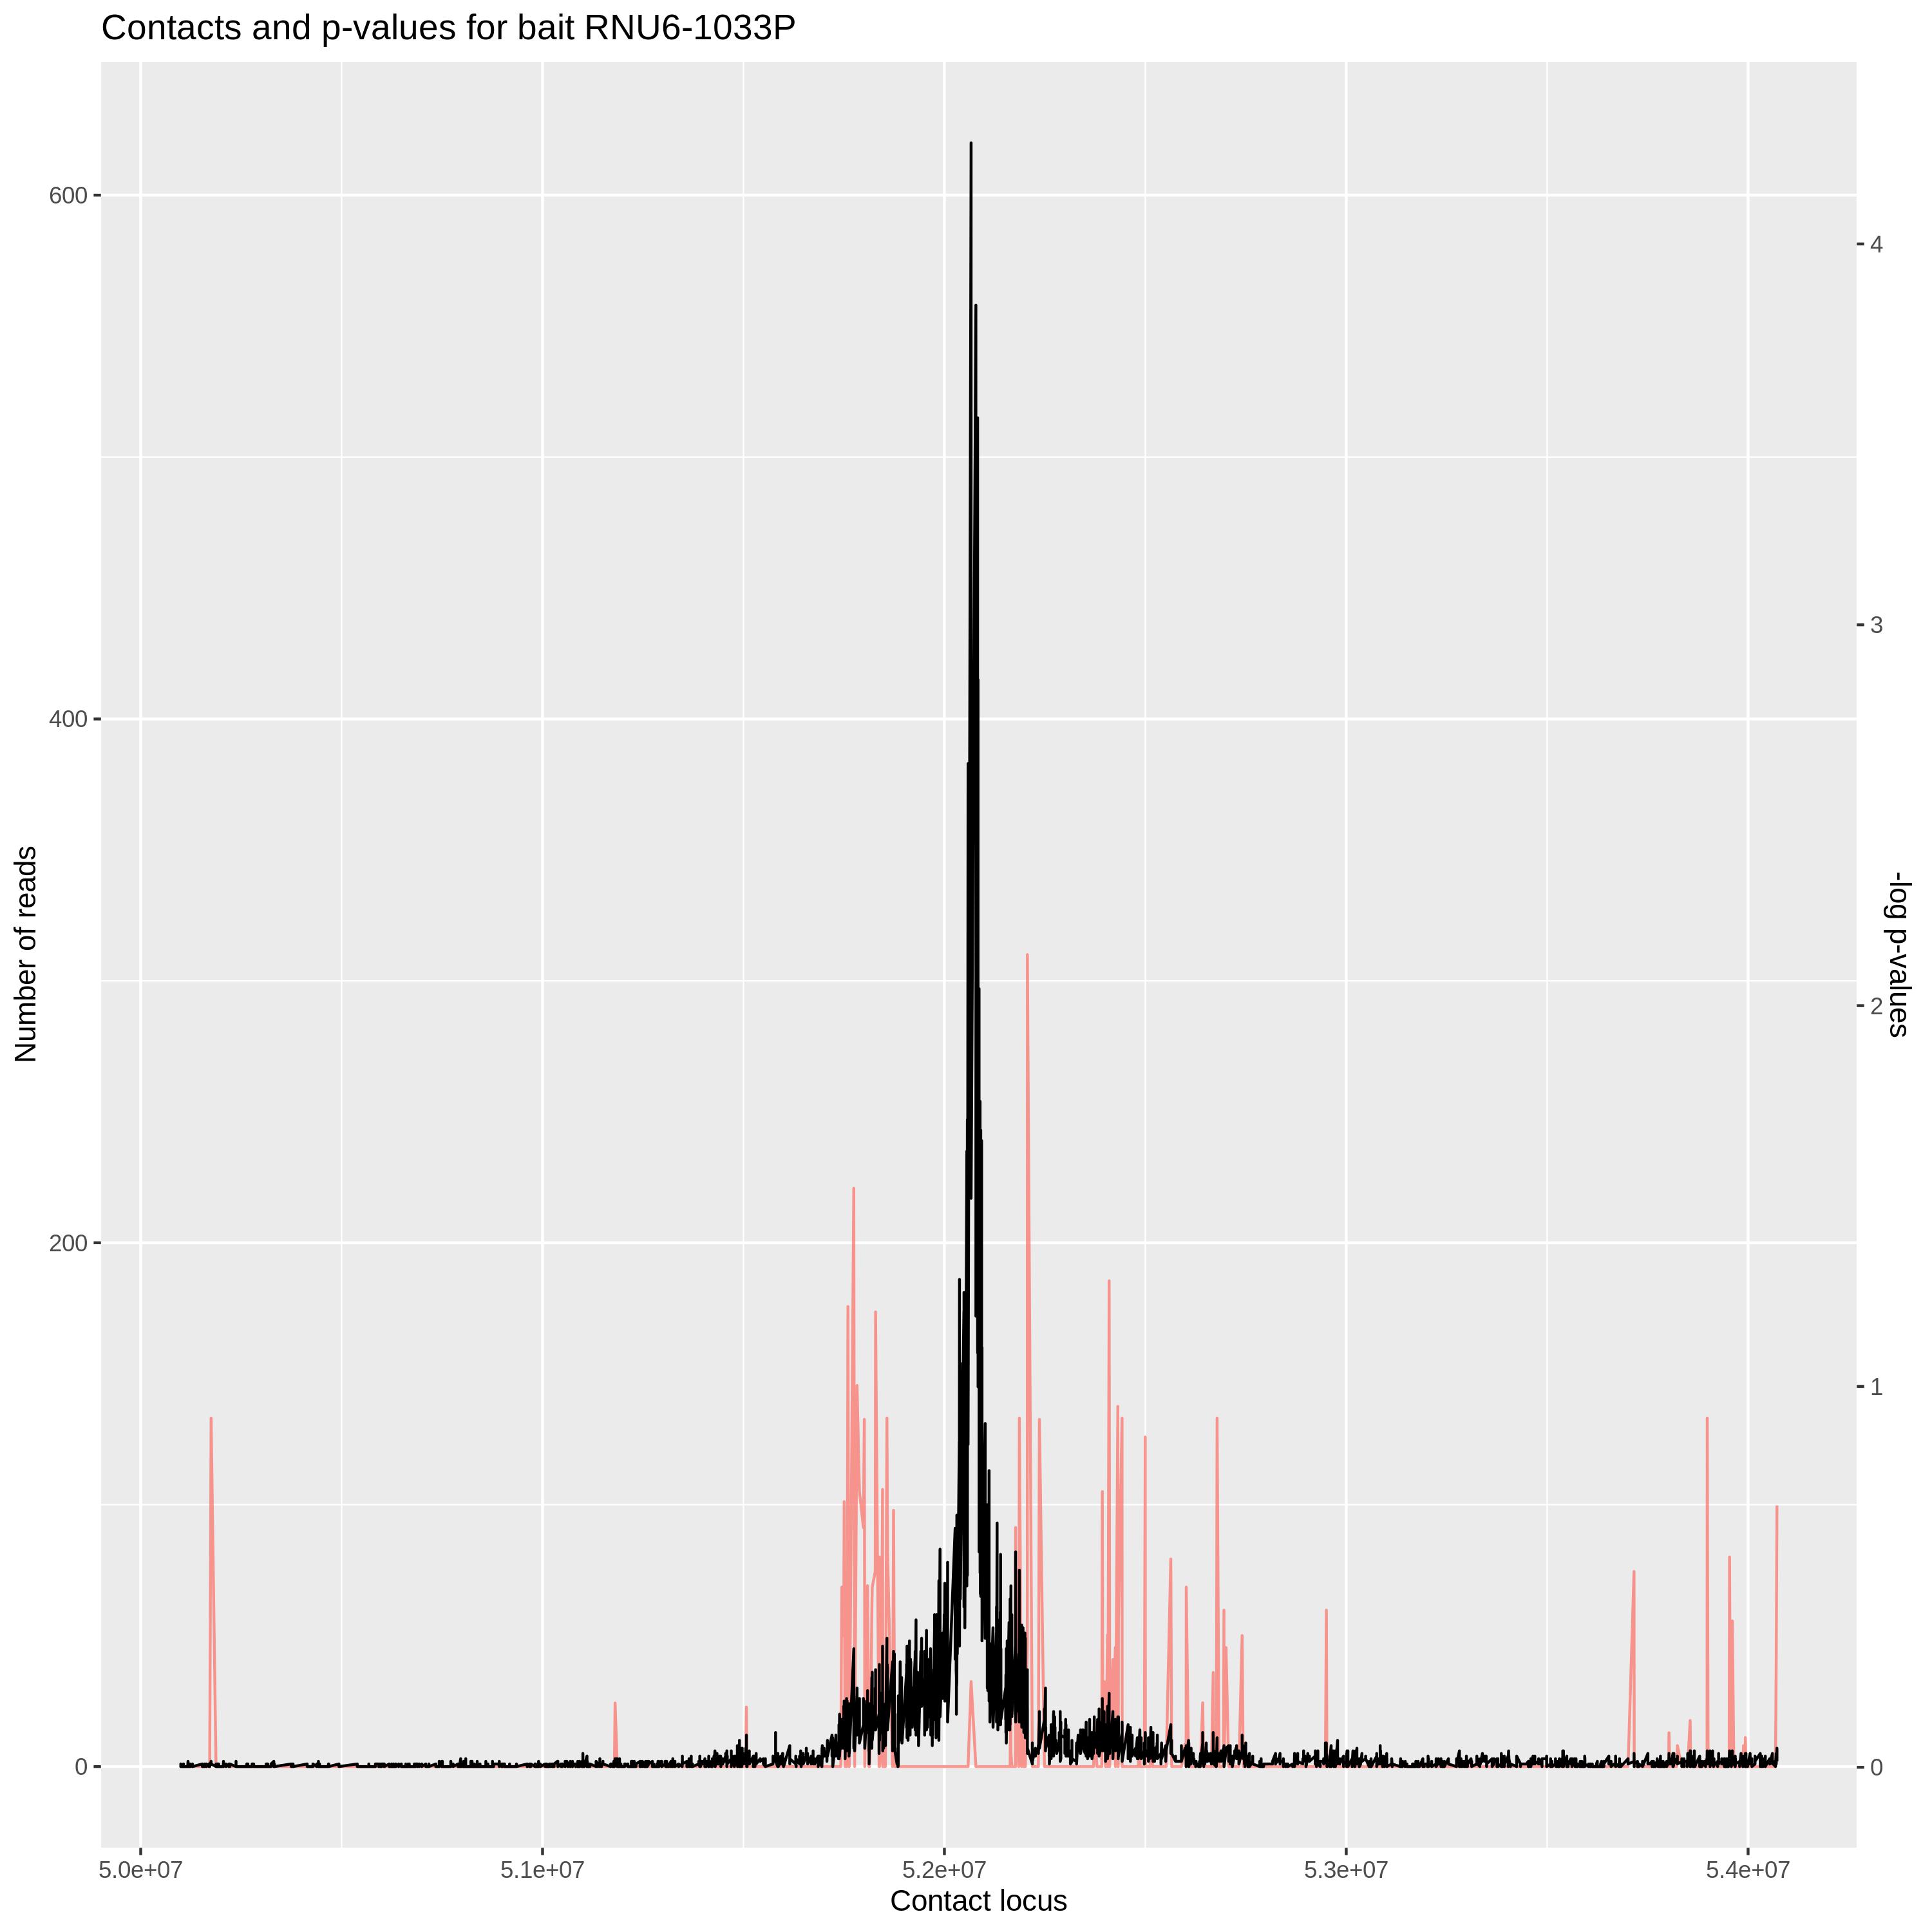 Contacts and p-values for bait RNU6-1033P
600
400
200
0
Number of reads
4
3
2
1
0
-log p-values
5.0e+07 5.1e+07 5.2e+07 5.3e+07 5.4e+07
Contact locus